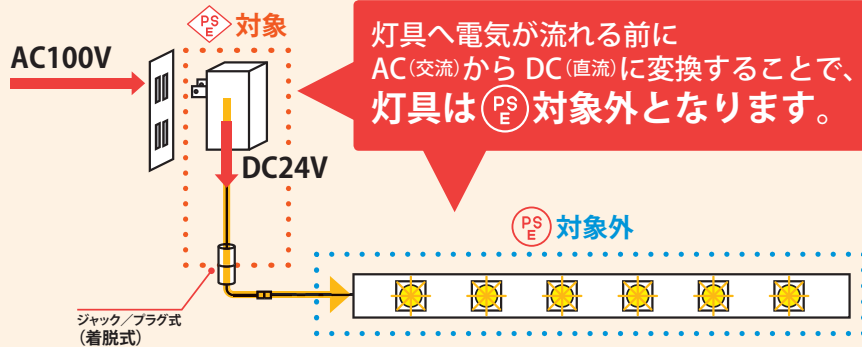 PSE 対象
AC100V
灯具へ電気が流れる前に
AC(交流)から DC(直流)に変換することで、
灯具はPSE対象外となります。
DC24V
PSE 対象外
ジャック／プラグ式
(着脱式)